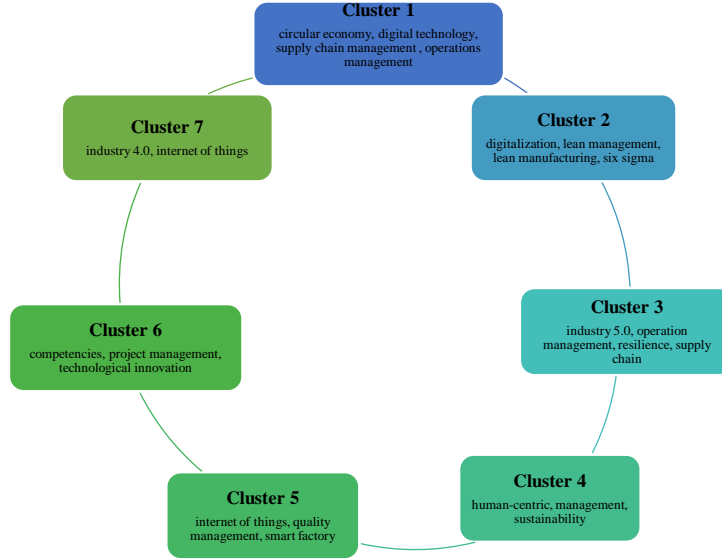 Cluster 1
circular economy, digital technology,
supply chain management , operations
management
Cluster 2
digitalization, lean management,
lean manufacturing, six sigma
Cluster 3
industry 5.0, operation
management, resilience, supply
chain
Cluster 4
human-centric, management,
sustainability
Cluster 5
internet of things, quality
management, smart factory
Cluster 6
competencies, project management,
technological innovation
Cluster 7
industry 4.0, internet of things